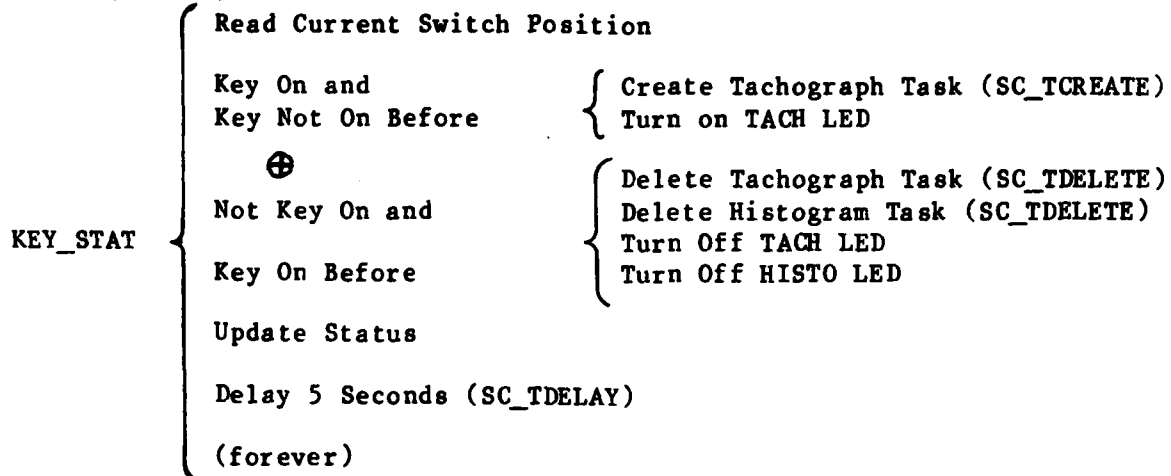 Read Current Switch Position
Key On and
Key Not On Before
Create Tachograph Task (SC_TCREATE)
Turn on TACH LED
⊕
Not Key On and
Key On Before
Delete Tachograph Task (SC_TDELETE)
Delete Histogram Task (SC_TDELETE)
Turn Off TACH LED
Turn Off HISTO LED
KEY_STAT
Update Status
Delay 5 Seconds (SC_TDELAY)
(forever)